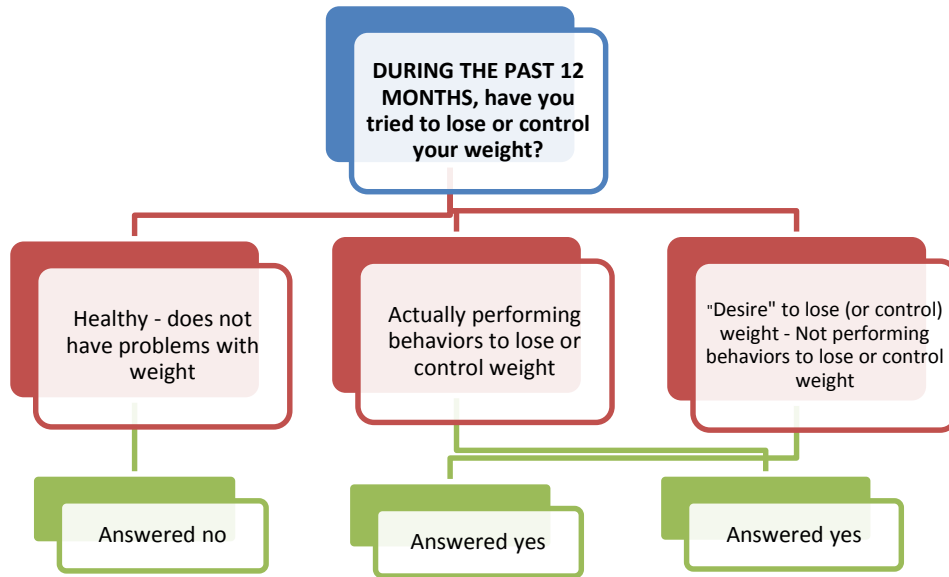 DURING THE PAST 12
MONTHS, have you
tried to lose or control
your weight?
Healthy - does not
have problems with
weight
Actually performing
behaviors to lose or
control weight
"Desire" to lose (or control)
weight - Not performing
behaviors to lose or control
weight
Answered no
Answered yes
Answered yes